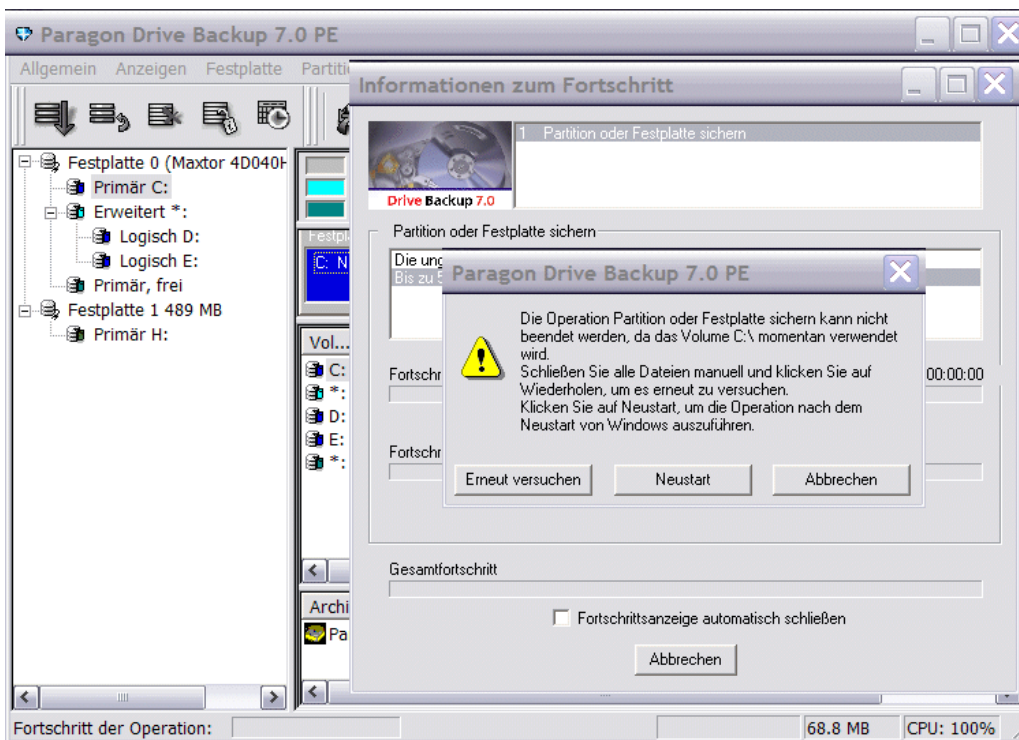 Paragon Drive Backup 7.0 PE
Allgemein Anzeigen Festplatte
Festplatte 0 (Maxtor 4D040H
Primär C:
Erweitert *:
Logisch D:
Logisch E:
Primär, frei
Festplatte 1 489 MB
Primär H:
C: N
Vol...
C:
*:
D:
E:
*:
Informationen zum Fortschritt
1 Partition oder Festplatte sichern
Drive Backup 7.0
Partition oder Festplatte sichern
Die
Bis zu
00:00:00
Paragon Drive Backup 7.0 PE
Die Operation Partition oder Festplatte sichern kann nicht
beendet werden, da das Volume C:\ momentan verwendet
wird.
Schließen Sie alle Dateien manuell und klicken Sie auf
Wiederholen, um es erneut zu versuchen.
Klicken Sie auf Neustart, um die Operation nach dem
Neustart von Windows auszuführen.
Erneut versuchen
Neustart
Abbrechen
Gesamtfortschritt
Fortschrittsanzeige automatisch schließen
Abbrechen
Fortschritt der Operation:
68.8 MB
CPU: 100%